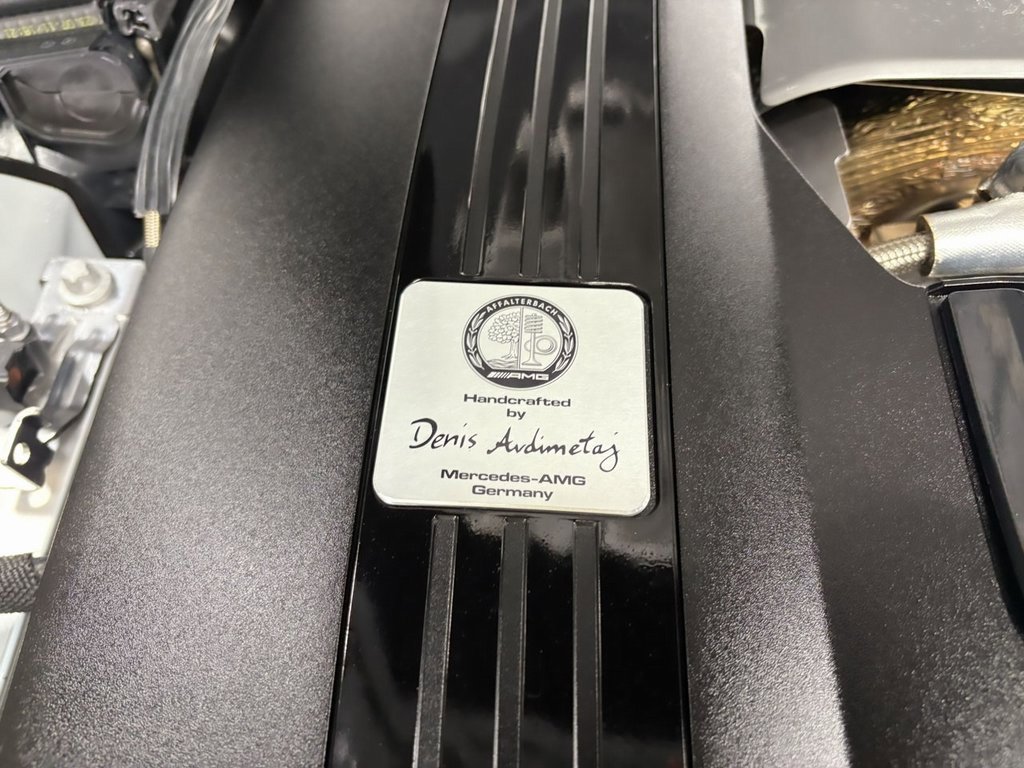 AFFALTERBACH
AMG
Handcrafted
by
Denis Avdimetaj
Mercedes-AMG
Germany